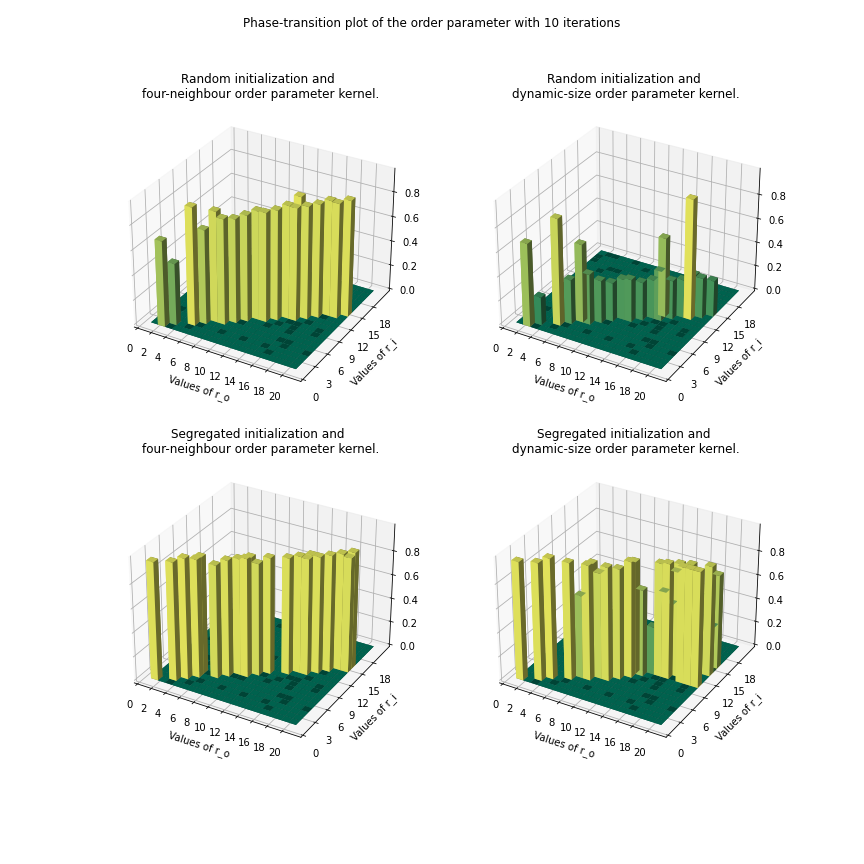 Phase-transition plot of the order parameter with 10 iterations
Random initialization and
four-neighbour order parameter kernel.
0.8
0.6
0.4
0.2
0.0
0 2 4 6 8 10 12 14 16 18 20
Values of r_o
0 3 6 9 12 15 18
Values of r_i
Random initialization and
dynamic-size order parameter kernel.
0.8
0.6
0.4
0.2
0.0
0 2 4 6 8 10 12 14 16 18 20
Values of r_o
0 3 6 9 12 15 18
Values of r_i
Segregated initialization and
four-neighbour order parameter kernel.
0.8
0.6
0.4
0.2
0.0
0 2 4 6 8 10 12 14 16 18 20
Values of r_o
0 3 6 9 12 15 18
Values of r_i
Segregated initialization and
dynamic-size order parameter kernel.
0.8
0.6
0.4
0.2
0.0
0 2 4 6 8 10 12 14 16 18 20
Values of r_o
0 3 6 9 12 15 18
Values of r_i